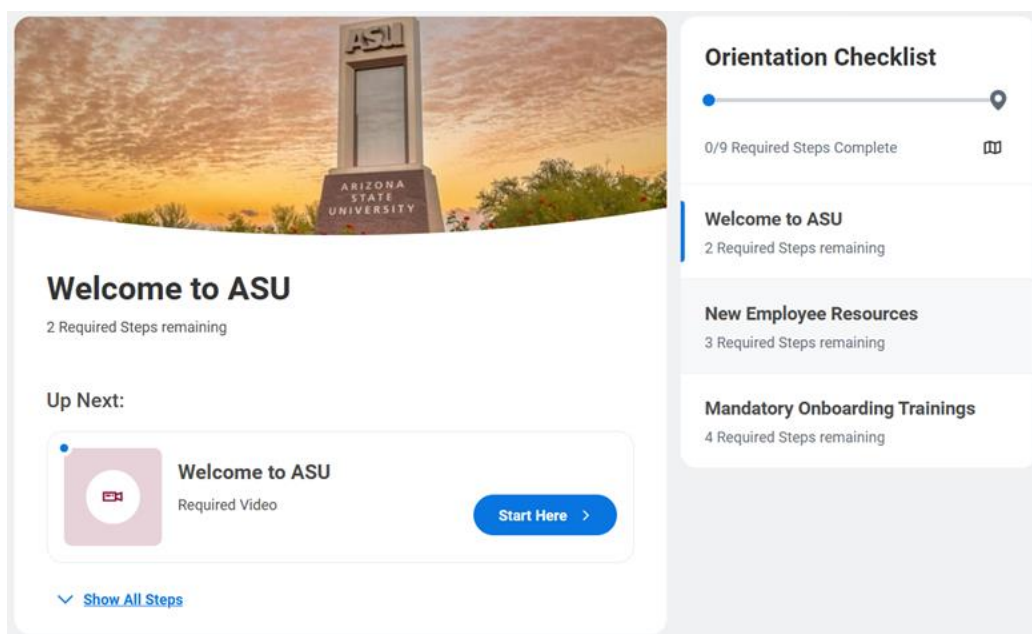 ASU
ARIZONA
STATE
UNIVERSITY
Welcome to ASU
2 Required Steps remaining
Up Next:
Welcome to ASU
Required Video
Start Here
Show All Steps
Orientation Checklist
0/9 Required Steps Complete
Welcome to ASU
2 Required Steps remaining
New Employee Resources
3 Required Steps remaining
Mandatory Onboarding Trainings
4 Required Steps remaining